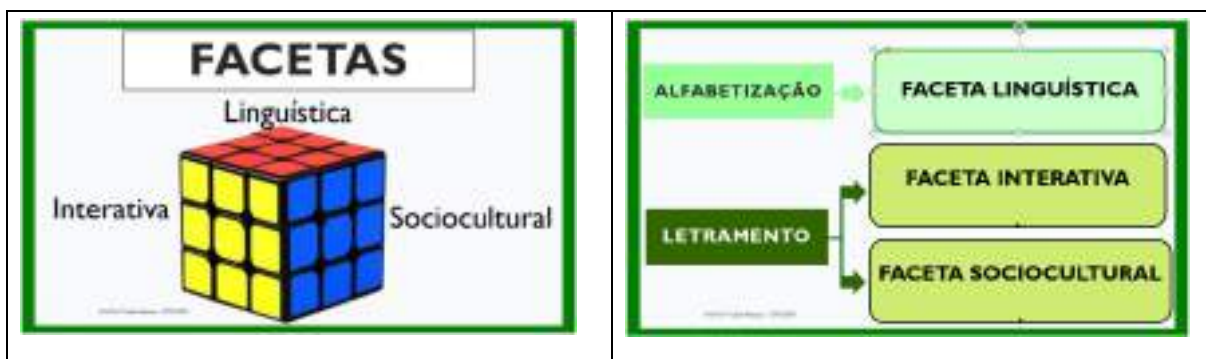 FACETAS
Linguística
Interativa
Sociocultural
ALFABETIZAÇÃO
FACETA LINGUÍSTICA
FACETA INTERATIVA
LETRAMENTO
FACETA SOCIOCULTURAL